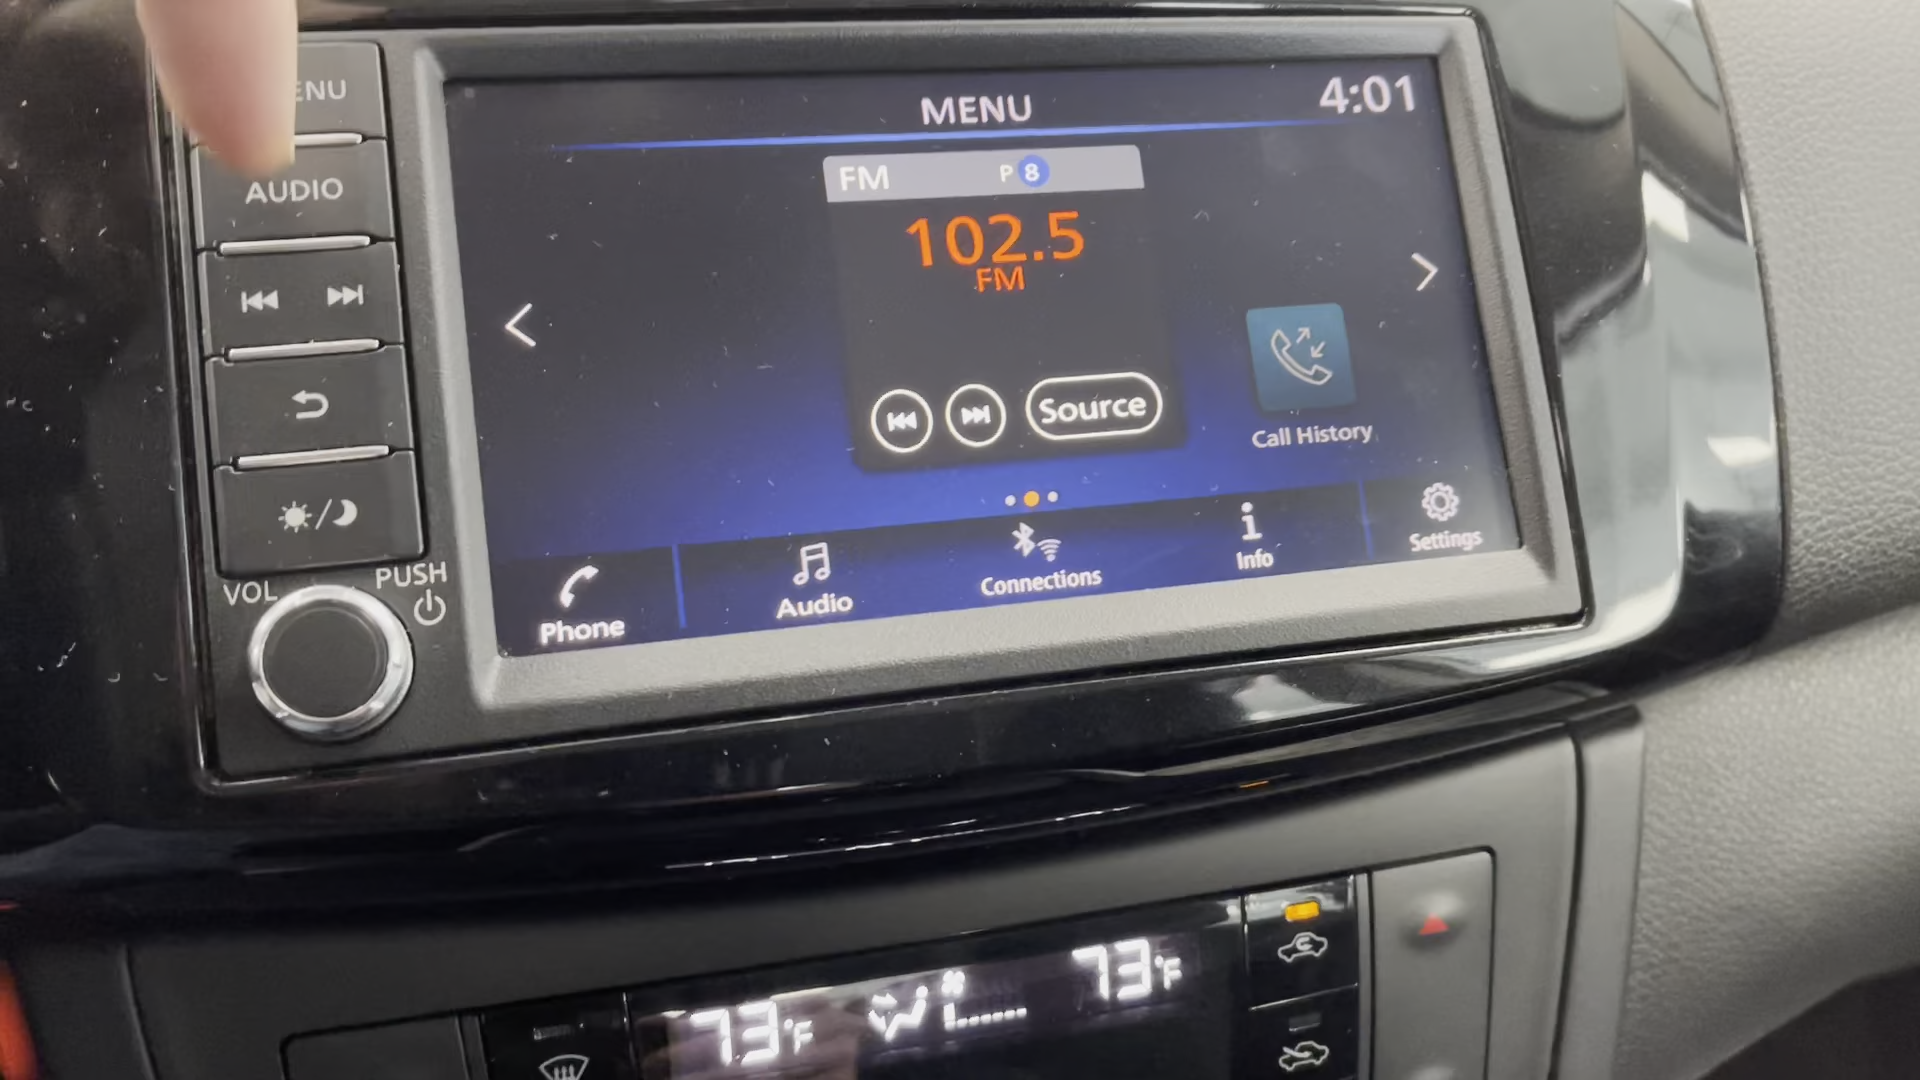 MENU
4:01
ENU
FM P 8
AUDIO
102.5
FM
Source
Call History
VOL PUSH
Phone
Audio
Connections
Info
Settings
73°F
73°F